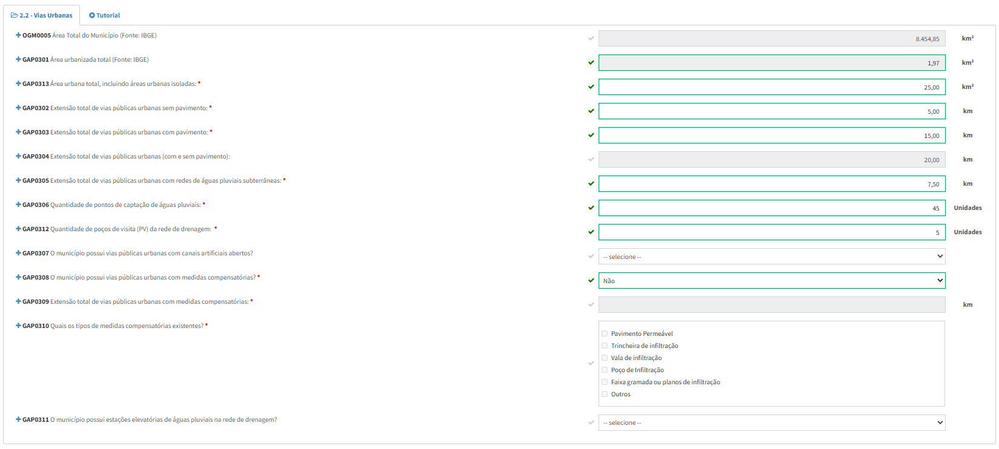 2.2 - Vias Urbanas
Tutorial
OGM0005 Área Total do Município (Fonte: IBGE)
8.454,85
km²
GAP0301 Área urbanizada total (Fonte: IBGE)
1,97
km²
GAP0313 Área urbana total, incluindo áreas urbanas isoladas: *
25,00
km²
GAP0302 Extensão total de vias públicas urbanas sem pavimento: *
5,00
km
GAP0303 Extensão total de vias públicas urbanas com pavimento: *
15,00
km
GAP0304 Extensão total de vias públicas urbanas (com e sem pavimento):
20,00
km
GAP0305 Extensão total de vias públicas urbanas com redes de águas pluviais subterrâneas: *
7,50
km
GAP0306 Quantidade de pontos de captação de águas pluviais: *
45
Unidades
GAP0312 Quantidade de poços de visita (PV) da rede de drenagem: *
5
Unidades
GAP0307 O município possui vias públicas urbanas com canais artificiais abertos?
-- selecione --
GAP0308 O município possui vias públicas urbanas com medidas compensatórias? *
Não
GAP0309 Extensão total de vias públicas urbanas com medidas compensatórias: *
km
GAP0310 Quais os tipos de medidas compensatórias existentes? *
Pavimento Permeável
Trincheira de infiltração
Vala de infiltração
Poço de Infiltração
Faixa gramada ou planos de infiltração
Outros
GAP0311 O município possui estações elevatórias de águas pluviais na rede de drenagem?
-- selecione --